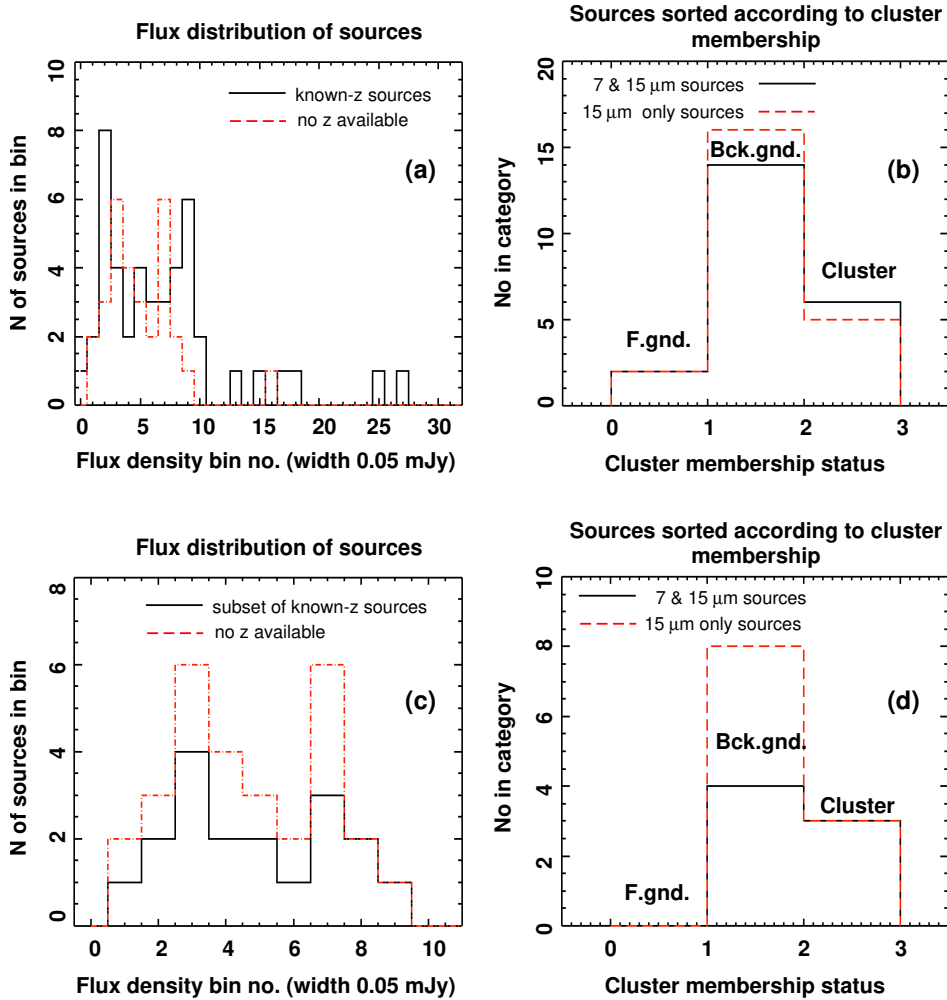 Flux distribution of sources
N of sources in bin
10
8
6
4
2
0
known-z sources
no z available
(a)
0 5 10 15 20 25 30
Flux density bin no. (width 0.05 mJy)
Sources sorted according to cluster
membership
No in category
20
15
10
5
0
7 & 15 μm sources
15 μm only sources
Bck.gnd.
(b)
Cluster
F.gnd.
0 1 2 3
Cluster membership status
Flux distribution of sources
N of sources in bin
8
6
4
2
0
subset of known-z sources
no z available
(c)
0 2 4 6 8 10
Flux density bin no. (width 0.05 mJy)
Sources sorted according to cluster
membership
No in category
10
8
6
4
2
0
7 & 15 μm sources
15 μm only sources
(d)
Bck.gnd.
Cluster
F.gnd.
0 1 2 3
Cluster membership status